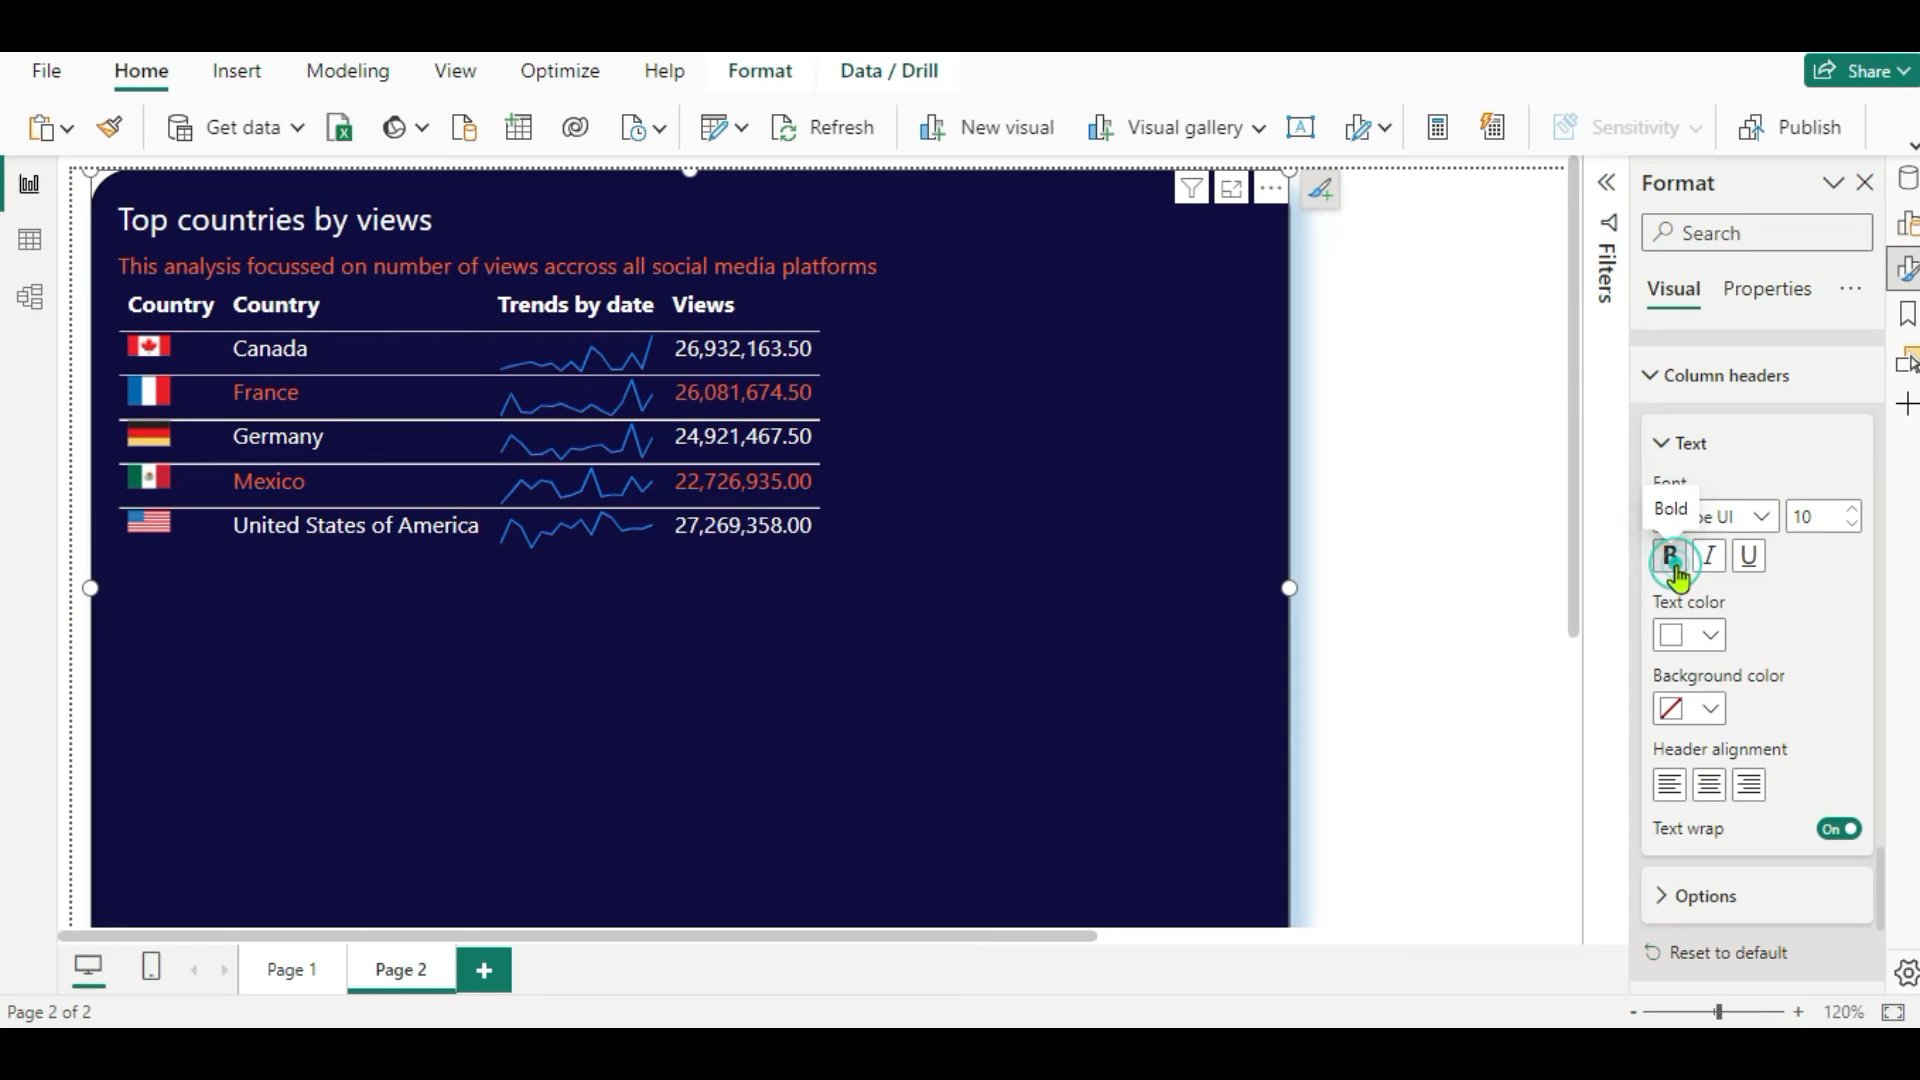 File Home Insert Modeling View Optimize Help Format Data / Drill Share
Get data Refresh New visual Visual gallery Sensitivity Publish
Top countries by views
This analysis focussed on number of views accross all social media platforms
Country Country Trends by date Views
Canada 26,932,163.50
France 26,081,674.50
Germany 24,921,467.50
Mexico 22,726,935.00
United States of America 27,269,358.00
Filters
Format
Search
Visual Properties
Column headers
Text
Font
Bold
UI 10
B I U
Text color
Background color
Header alignment
Text wrap On
Options
Reset to default
Page 1 Page 2
Page 2 of 2 120%